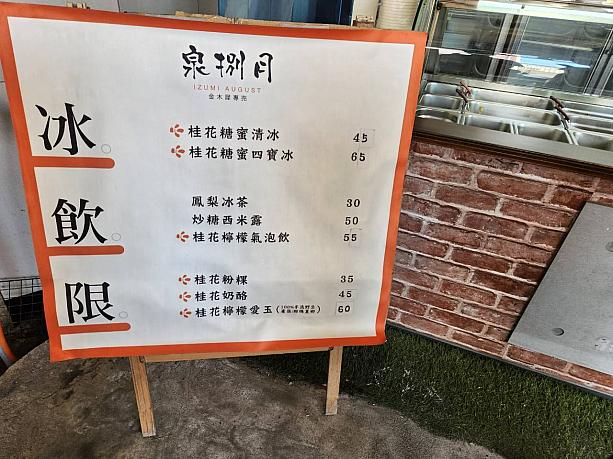 泉捌月
IZUMI AUGUST
金木犀專売
冰。
桂花糖蜜清冰 45
桂花糖蜜四寶冰 65
飲。
鳳梨冰茶 30
炒糖西米露 50
桂花檸檬氣泡飲 55
限。
桂花粉粿 35
桂花奶酪 45
桂花檸檬愛玉 60